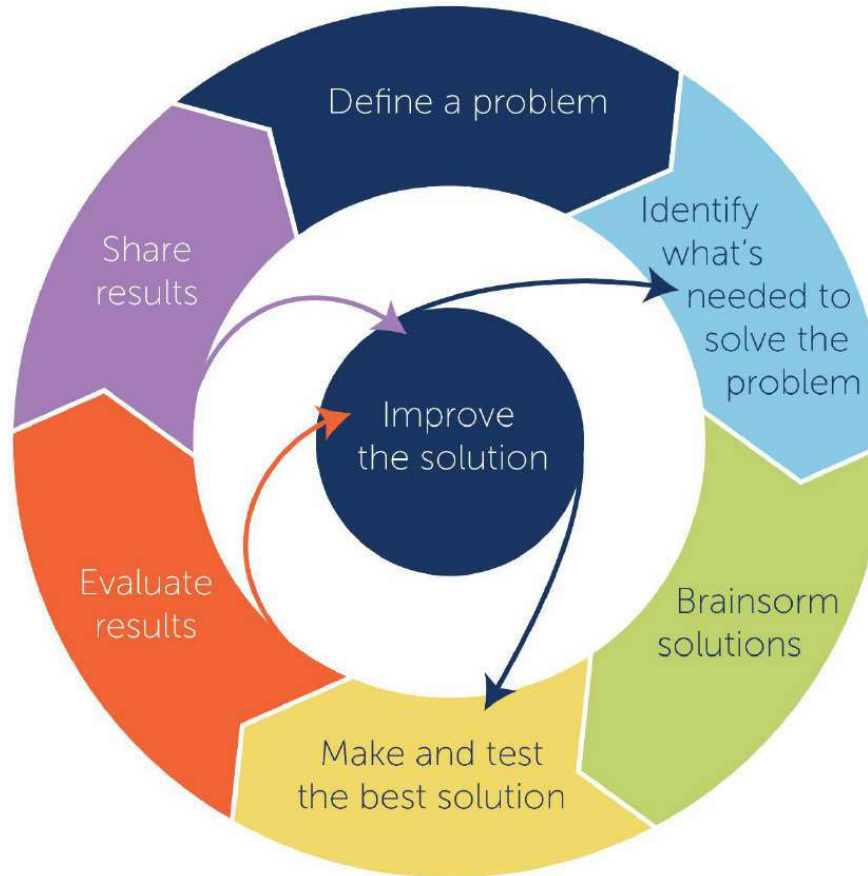 Define a problem
Identify
what's
needed to
solve the
problem
Brainsorm
solutions
Make and test
the best solution
Evaluate
results
Share
results
Improve
the solution